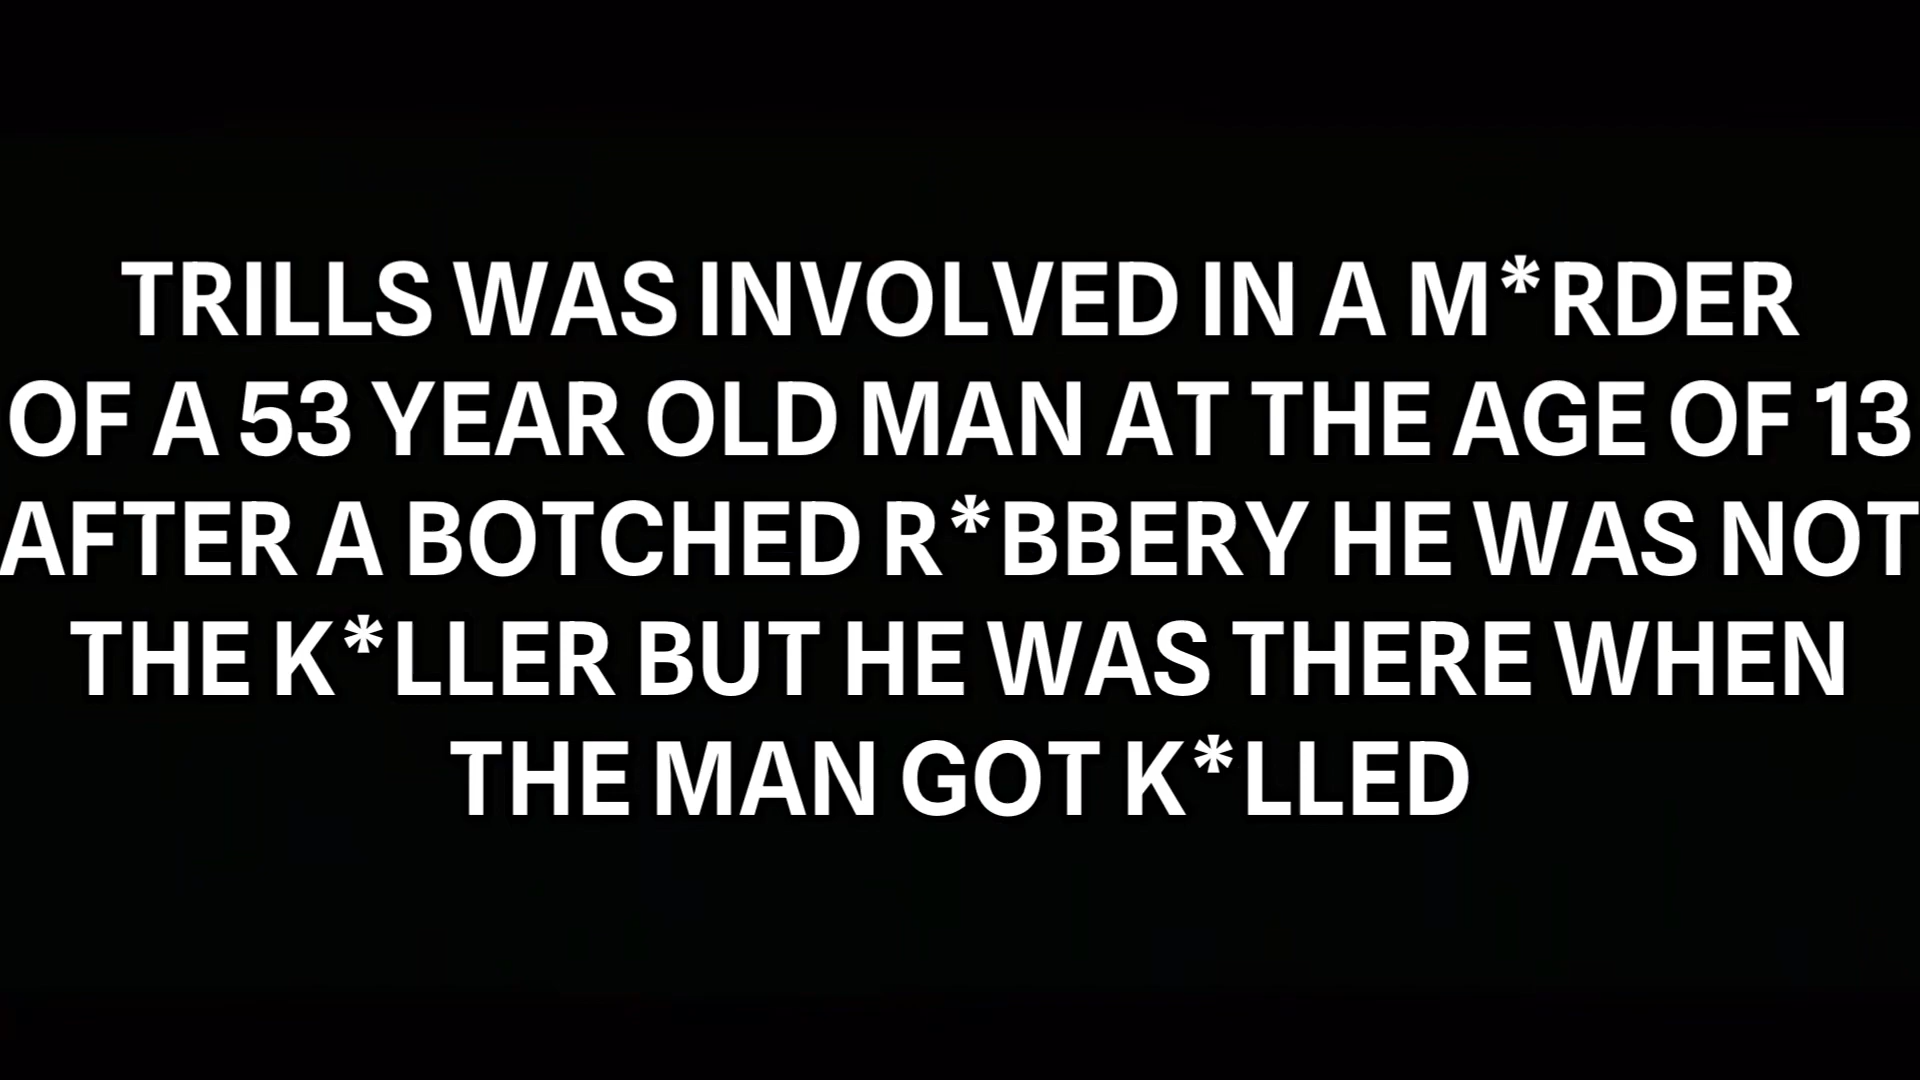 TRILLS WAS INVOLVED IN A M*RDER
OF A 53 YEAR OLD MAN AT THE AGE OF 13
AFTER A BOTCHED R*BBERY HE WAS NOT
THE K*LLER BUT HE WAS THERE WHEN
THE MAN GOT K*LLED